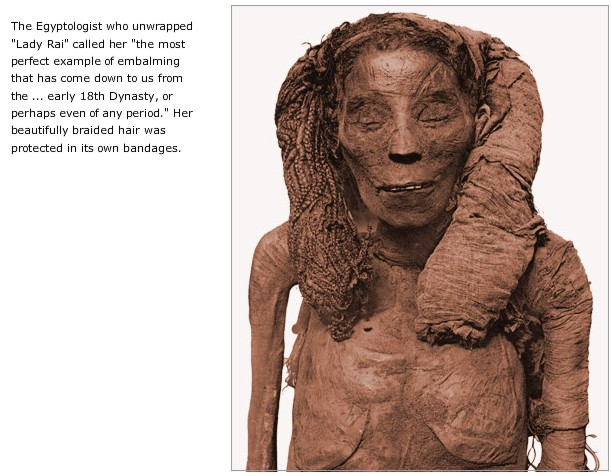 The Egyptologist who unwrapped
"Lady Rai" called her "the most
perfect example of embalming
that has come down to us from
the ... early 18th Dynasty, or
perhaps even of any period." Her
beautifully braided hair was
protected in its own bandages.